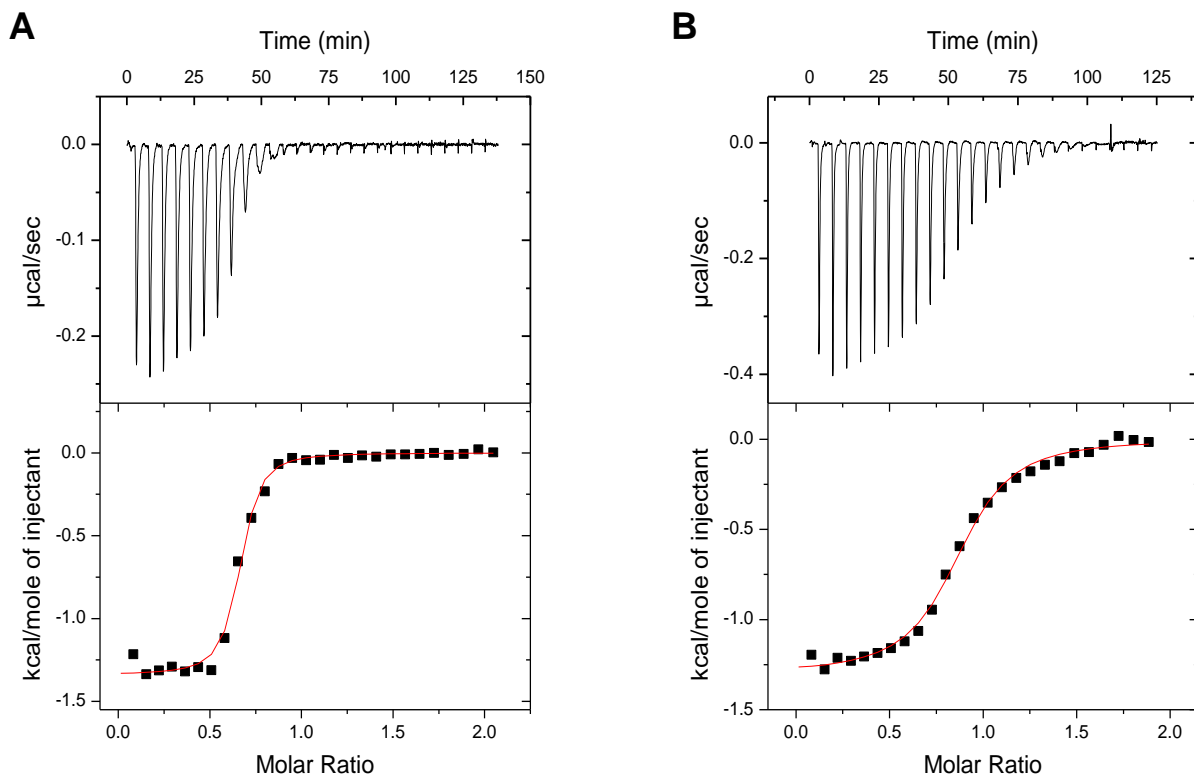 A
Time (min)
0 25 50 75 100 125 150
0.0
-0.1
-0.2
µcal/sec
0.0
-0.5
-1.0
-1.5
kcal/mole of injectant
0.0 0.5 1.0 1.5 2.0
Molar Ratio
B
Time (min)
0 25 50 75 100 125
0.0
-0.2
-0.4
µcal/sec
0.0
-0.5
-1.0
-1.5
kcal/mole of injectant
0.0 0.5 1.0 1.5 2.0
Molar Ratio